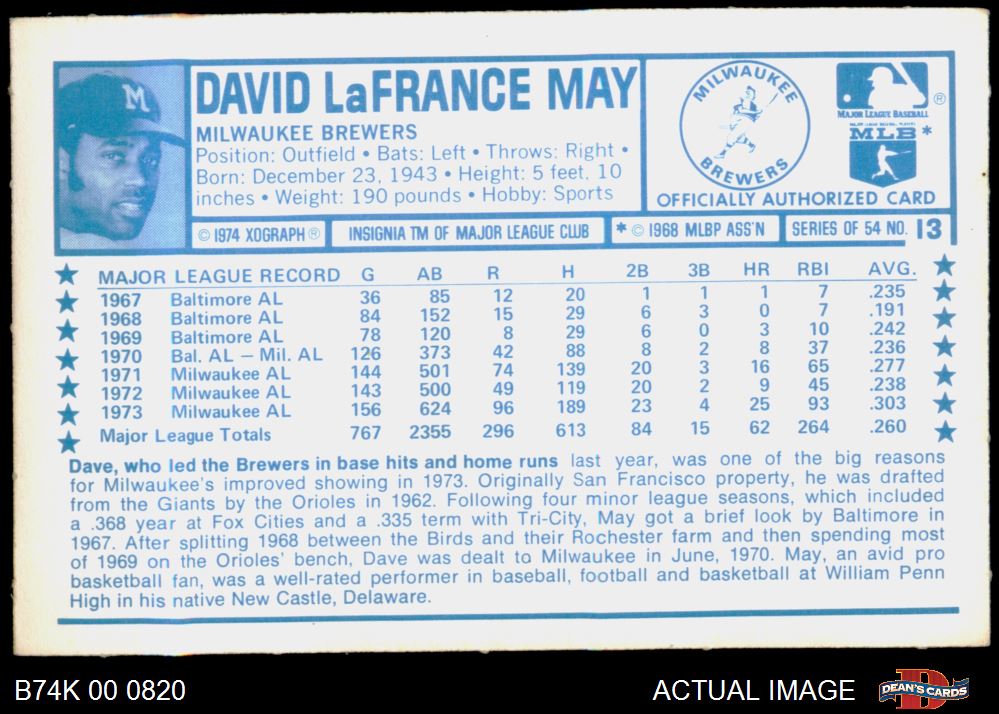 M
DAVID LaFRANCE MAY
MILWAUKEE BREWERS
Position: Outfield • Bats: Left • Throws: Right •
Born: December 23, 1943 • Height: 5 feet, 10
inches • Weight: 190 pounds • Hobby: Sports
MILWAUKEE
BREWERS
®
MAJOR LEAGUE BASEBALL
MAJOR LEAGUE BASEBALL PLAYERS
MLB *
OFFICIALLY AUTHORIZED CARD
© 1974 XOGRAPH ®
INSIGNIA TM OF MAJOR LEAGUE CLUB
* © 1968 MLBP ASS'N
SERIES OF 54 NO. 13
MAJOR LEAGUE RECORD G AB R H 2B 3B HR RBI AVG.
1967 Baltimore AL 36 85 12 20 1 1 1 7 .235
1968 Baltimore AL 84 152 15 29 6 3 0 7 .191
1969 Baltimore AL 78 120 8 29 6 0 3 10 .242
1970 Bal. AL — Mil. AL 126 373 42 88 8 2 8 37 .236
1971 Milwaukee AL 144 501 74 139 20 3 16 65 .277
1972 Milwaukee AL 143 500 49 119 20 2 9 45 .238
1973 Milwaukee AL 156 624 96 189 23 4 25 93 .303
Major League Totals 767 2355 296 613 84 15 62 264 .260
Dave, who led the Brewers in base hits and home runs last year, was one of the big reasons
for Milwaukee's improved showing in 1973. Originally San Francisco property, he was drafted
from the Giants by the Orioles in 1962. Following four minor league seasons, which included
a .368 year at Fox Cities and a .335 term with Tri-City, May got a brief look by Baltimore in
1967. After splitting 1968 between the Birds and their Rochester farm and then spending most
of 1969 on the Orioles' bench, Dave was dealt to Milwaukee in June, 1970. May, an avid pro
basketball fan, was a well-rated performer in baseball, football and basketball at William Penn
High in his native New Castle, Delaware.
B74K 00 0820
ACTUAL IMAGE
DEAN'S CARDS